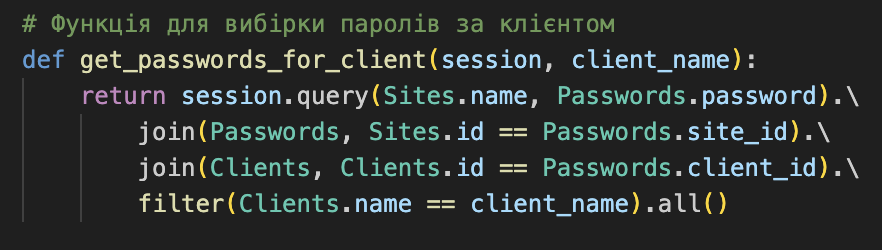 # Функція для вибірки паролів за клієнтом
def get_passwords_for_client(session, client_name):
    return session.query(Sites.name, Passwords.password).\
        join(Passwords, Sites.id == Passwords.site_id).\
        join(Clients, Clients.id == Passwords.client_id).\
        filter(Clients.name == client_name).all()